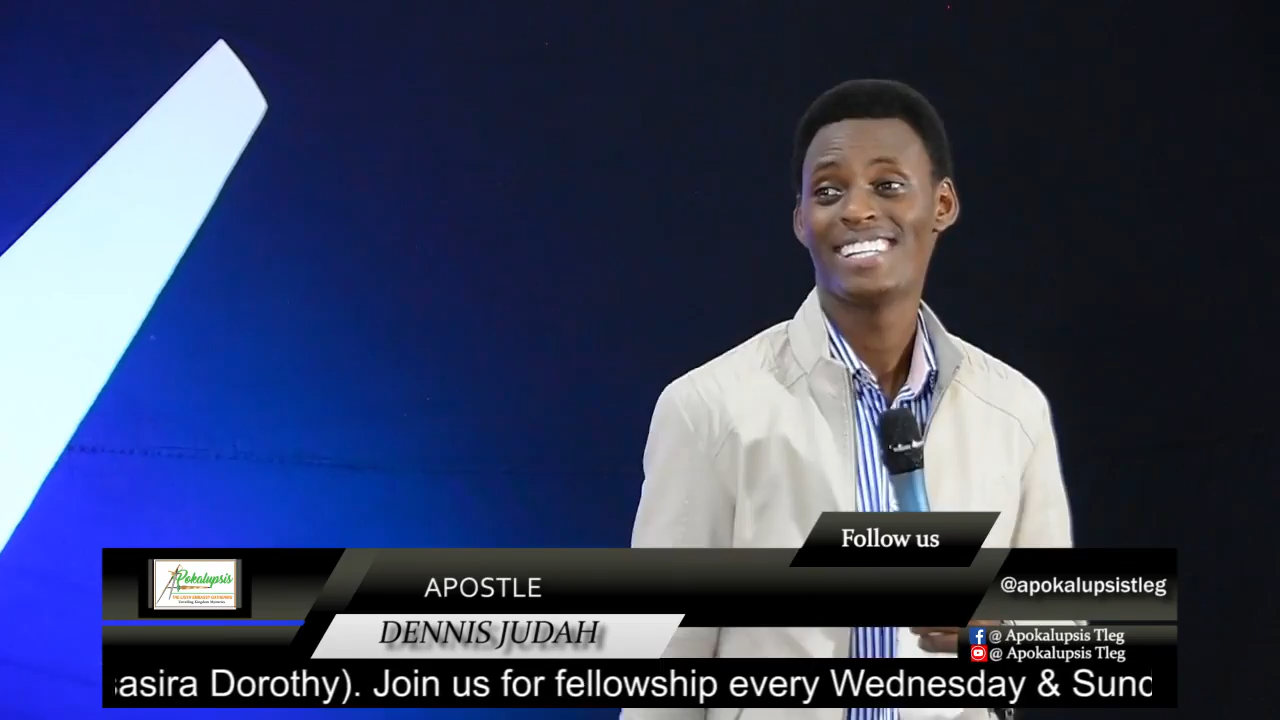 Follow us
APOSTLE
@apokalupsistleg
Pokalupsis
DENNIS JUDAH
@ Apokalupsis Tleg
@ Apokalupsis Tleg
asira Dorothy). Join us for fellowship every Wednesday & Sund